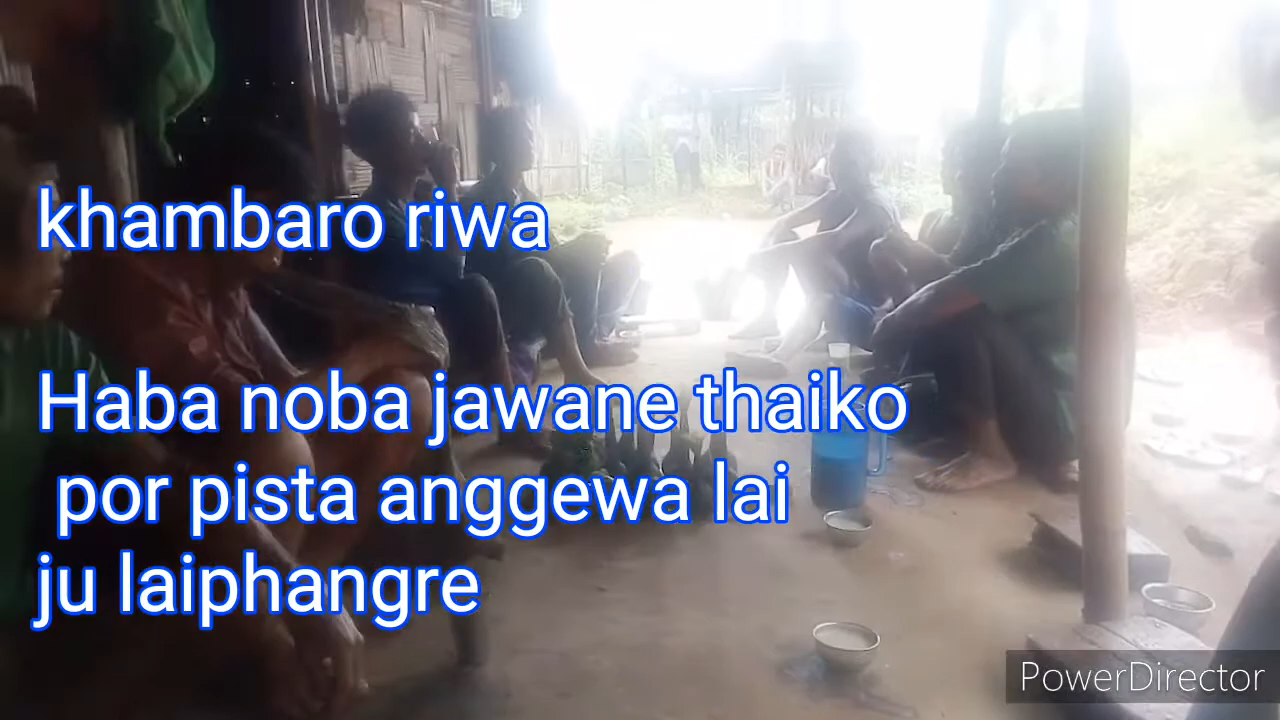 khambaro riwa
Haba noba jawane thaiko
por pista anggewa lai
ju laiphangre
PowerDirector